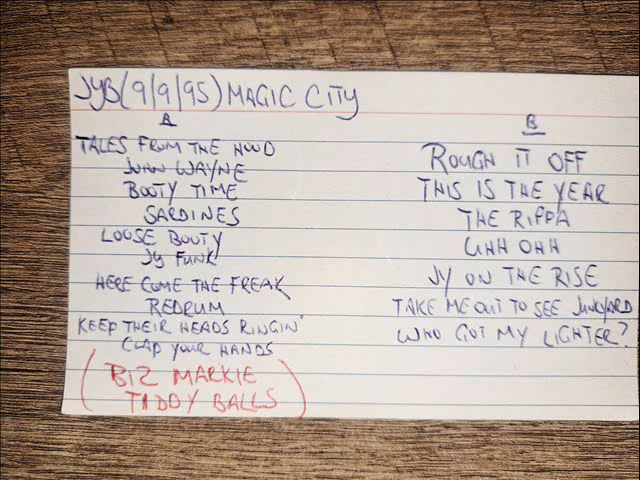 JYB (9/9/95) MAGIC CITY
A
TALES FROM THE HOOD
JUAN WAYNE
BOOTY TIME
SARDINES
LOOSE BOOTY
JY FUNK
HERE COME THE FREAK
REDRUM
KEEP THEIR HEADS RINGIN'
CLAP YOUR HANDS
(BIZ MARKIE
TIDDY BALLS)
B
ROUGH IT OFF
THIS IS THE YEAR
THE RIPPA
UHH OHH
JY ON THE RISE
TAKE ME OUT TO SEE JUNKYARD
WHO GOT MY LIGHTER?